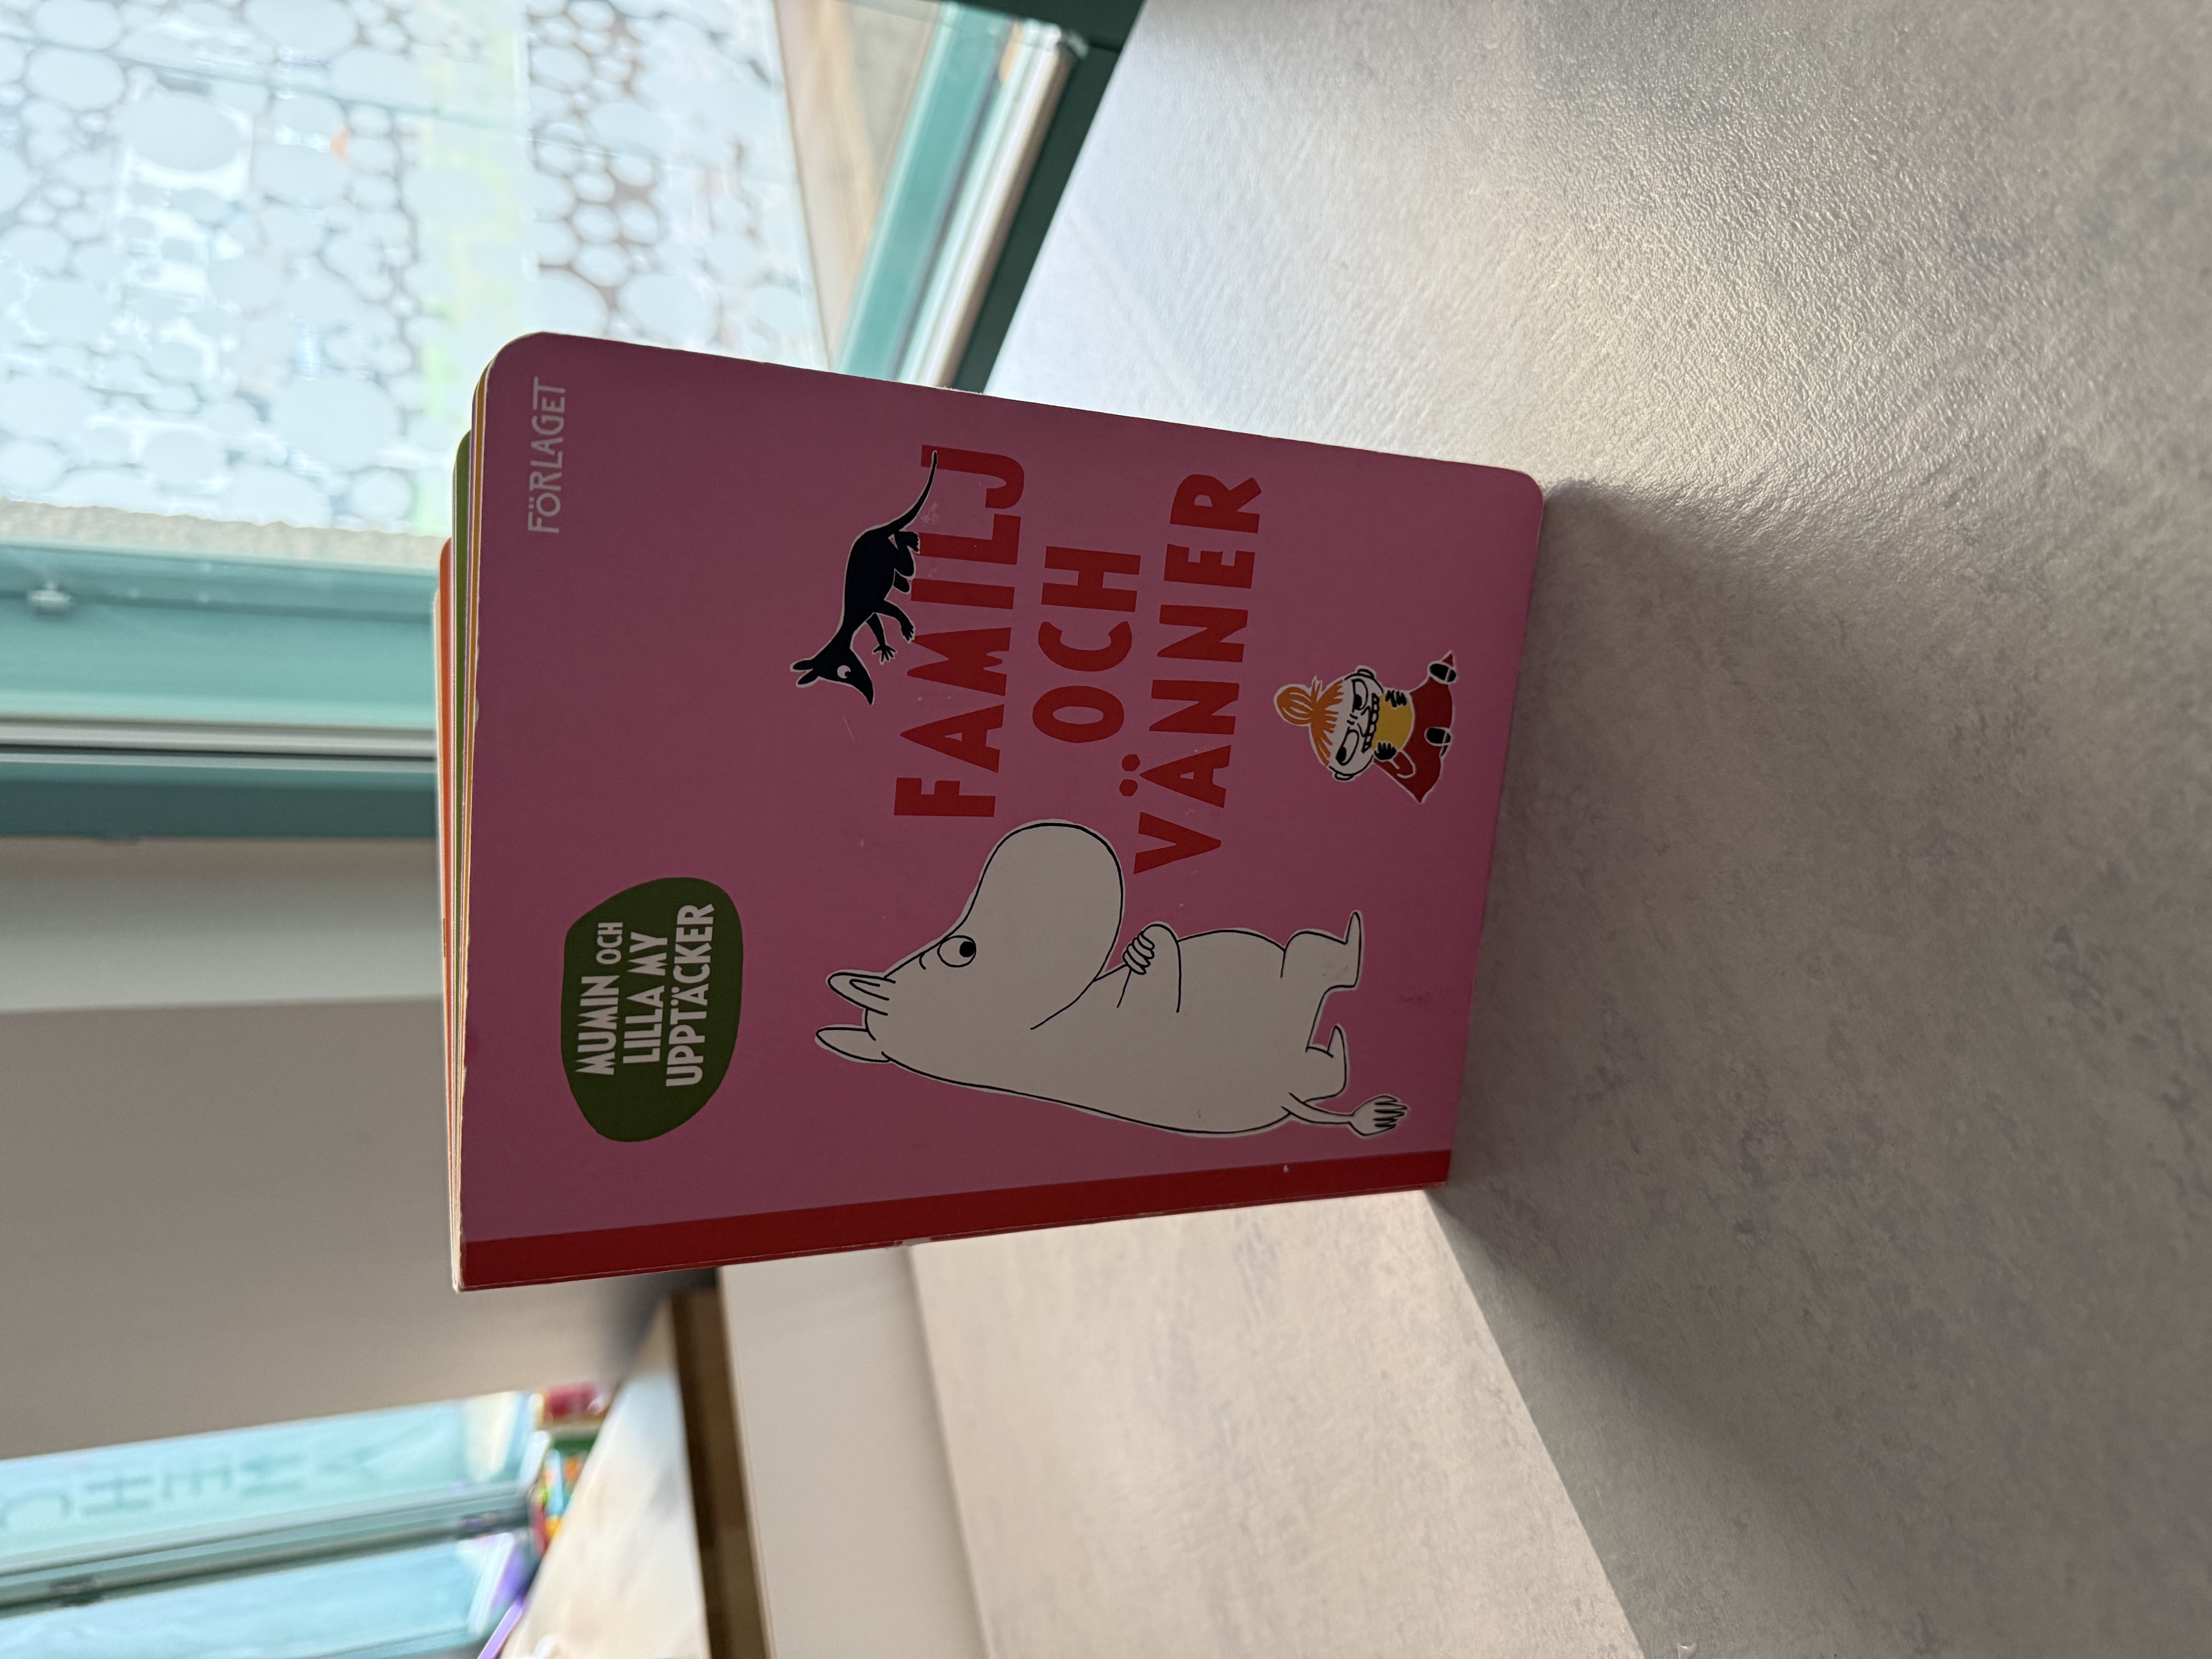 FÖRLAGET
MUMIN OCH
LILLA MY
UPPTÄCKER
FAMILJ
OCH
VÄNNER